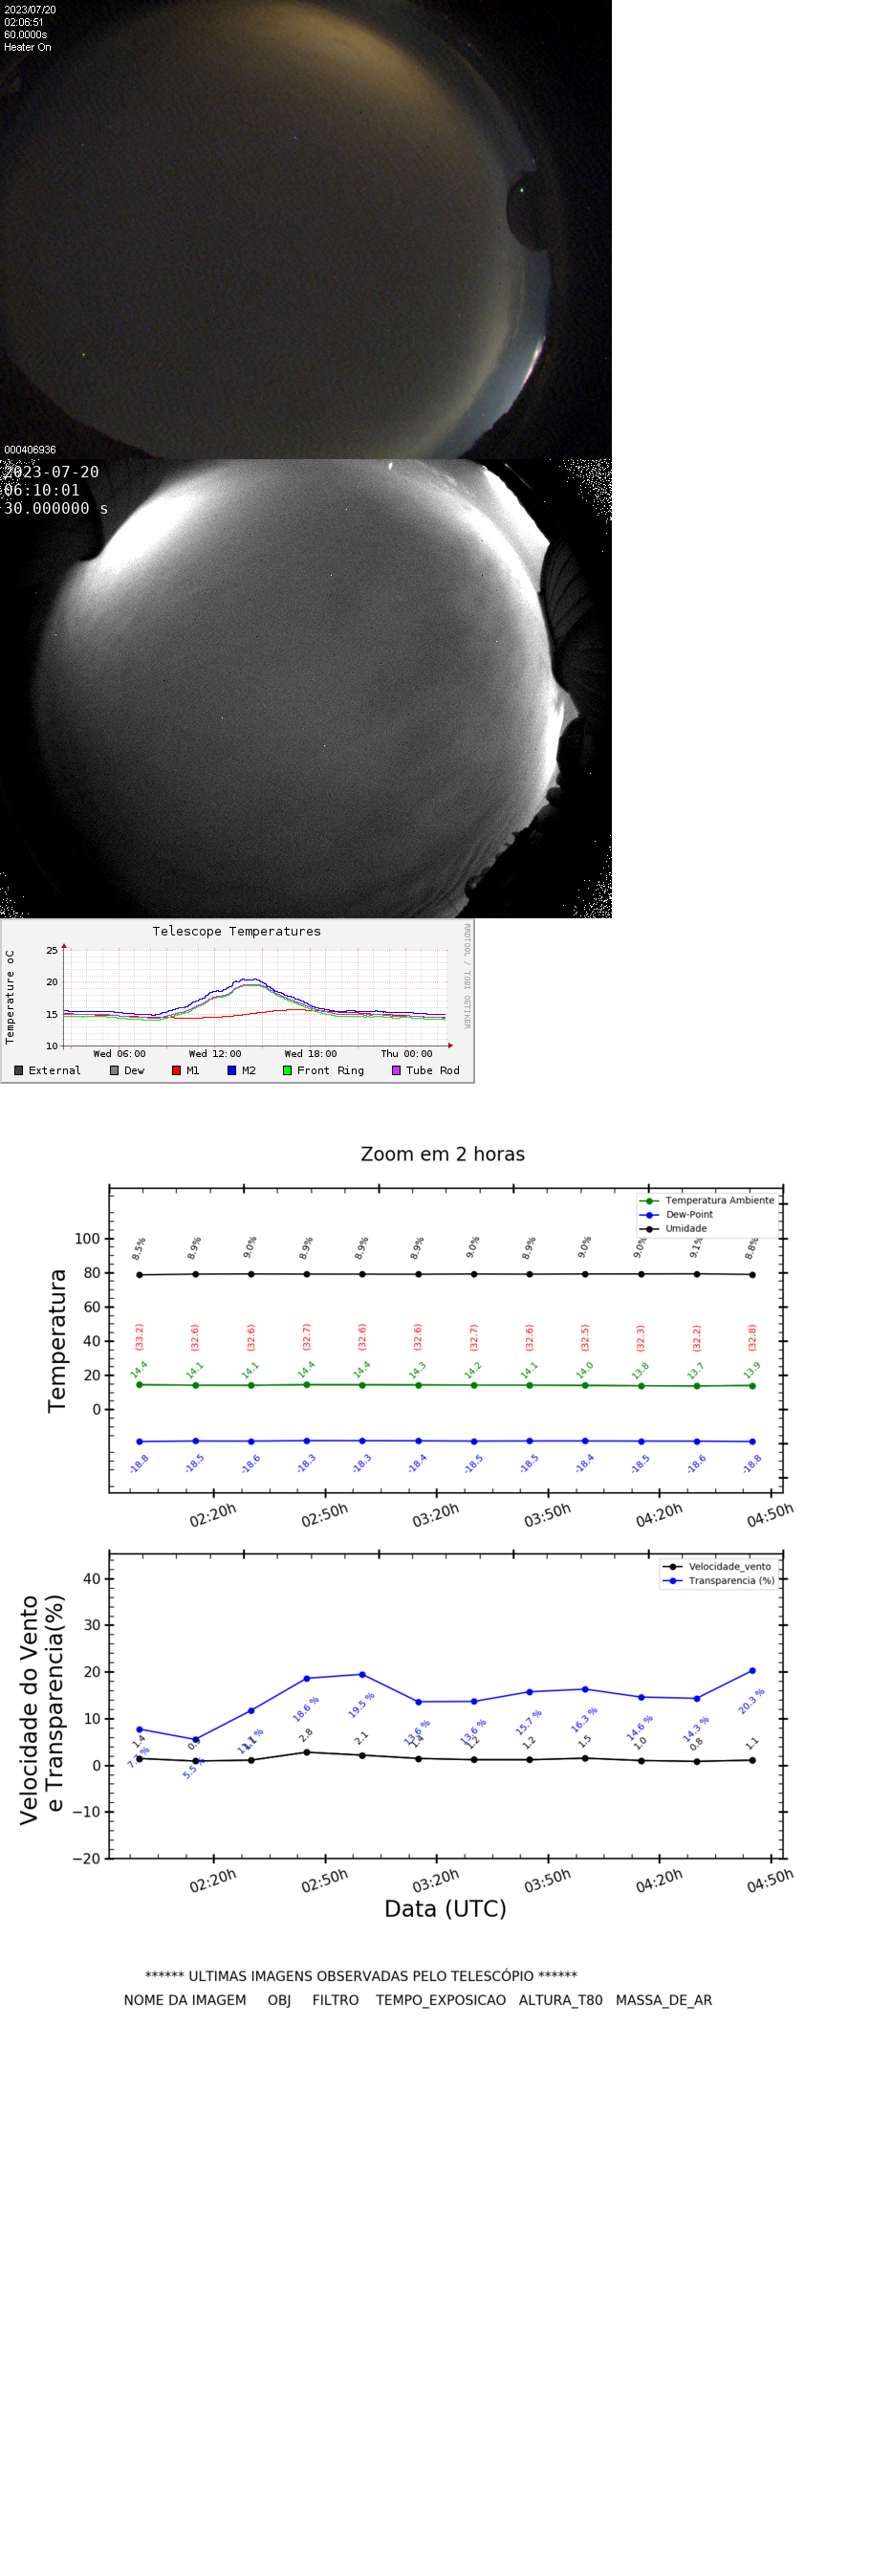 2023/07/20
02:06:51
60.0000s
Heater On
000406936
2023-07-20
06:10:01
30.000000 s
Telescope Temperatures
RRDTOOL / TOBI OETIKER
Temperature oC
25
20
15
10
Wed 06:00 Wed 12:00 Wed 18:00 Thu 00:00
External Dew M1 M2 Front Ring Tube Rod
Zoom em 2 horas
Temperatura Ambiente
Dew-Point
Umidade
Temperatura
100
80
60
40
20
0
8.5% 8.9% 9.0% 8.9% 8.9% 8.9% 9.0% 8.9% 9.0% 9.0% 9.1% 8.8%
(33.2) (32.6) (32.6) (32.7) (32.6) (32.6) (32.7) (32.6) (32.5) (32.3) (32.2) (32.8)
14.4 14.1 14.1 14.4 14.4 14.3 14.2 14.1 14.0 13.8 13.7 13.9
-18.8 -18.5 -18.6 -18.3 -18.3 -18.4 -18.5 -18.5 -18.4 -18.5 -18.6 -18.8
02:20h 02:50h 03:20h 03:50h 04:20h 04:50h
Velocidade_vento
Transparencia (%)
Velocidade do Vento
e Transparencia(%)
40
30
20
10
0
−10
−20
5.5 % 18.6 % 19.5 % 13.6 % 13.6 % 15.7 % 16.3 % 14.6 % 14.3 % 20.3 %
1.4 2.8 2.1 1.4 1.2 1.2 1.5 1.0 0.8 1.1
02:20h 02:50h 03:20h 03:50h 04:20h 04:50h
Data (UTC)
****** ULTIMAS IMAGENS OBSERVADAS PELO TELESCÓPIO ******
NOME DA IMAGEM OBJ FILTRO TEMPO_EXPOSICAO ALTURA_T80 MASSA_DE_AR